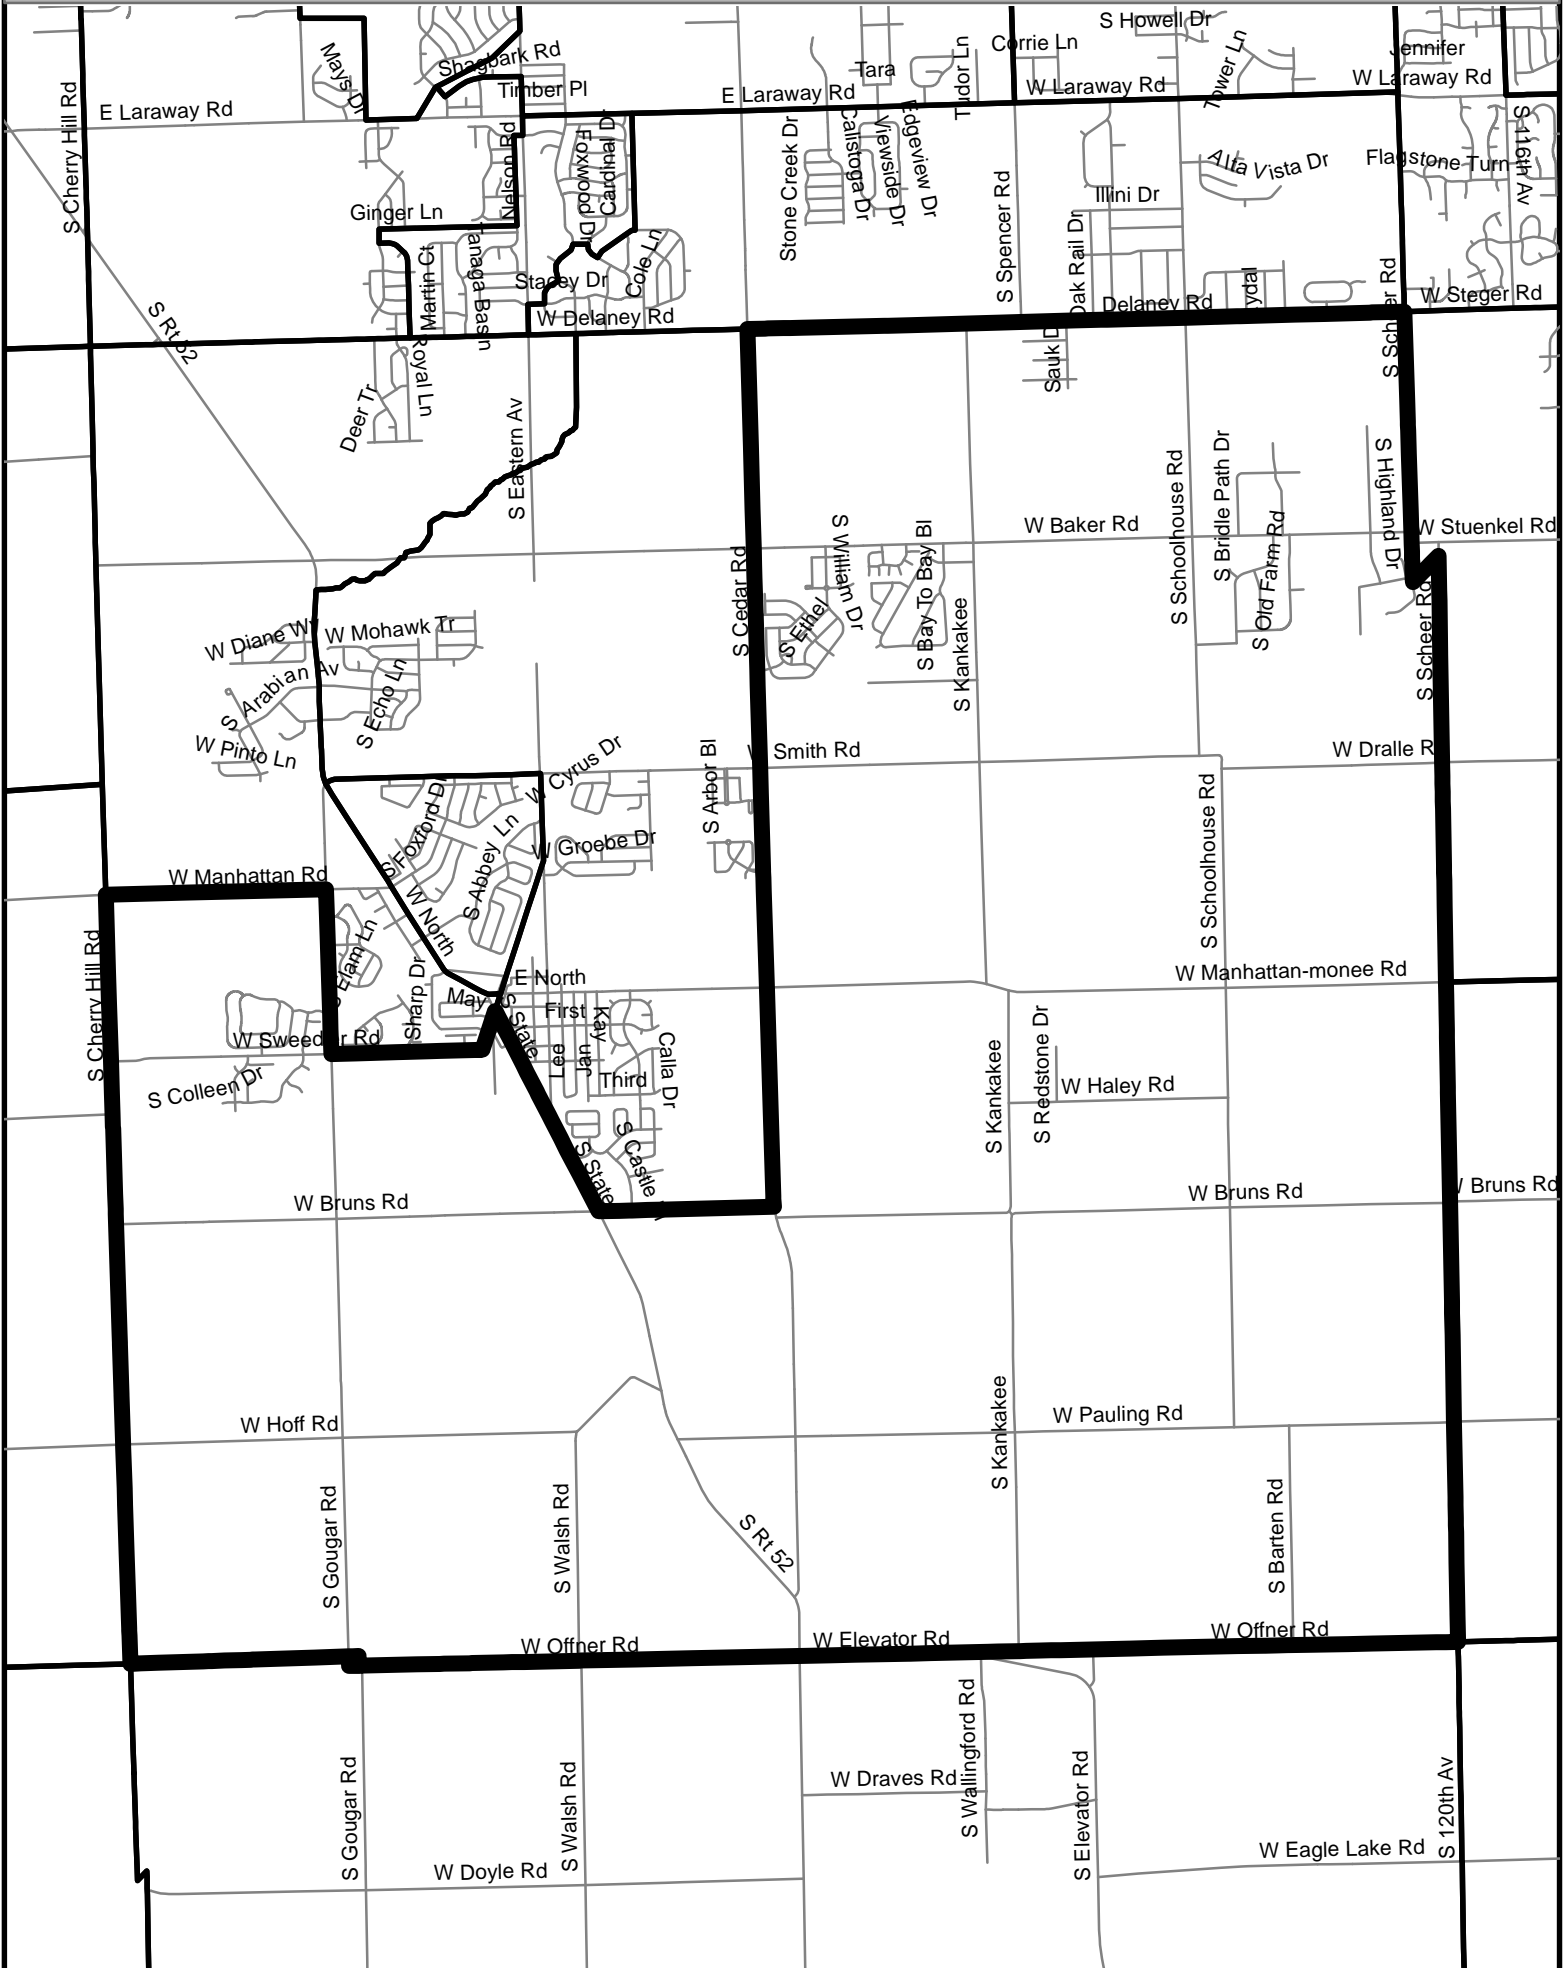 S Howell Dr
Corrie Ln
Jennifer
Mays Dr
Shagbark Rd
Timber Pl
Tara
Tudor Ln
Tower Ln
W Laraway Rd
W Laraway Rd
E Laraway Rd
E Laraway Rd
S Cherry Hill Rd
Nelson Rd
Foxwood Dr
Cardinal D
Stone Creek Dr
Calistoga Dr
Viewside Dr
Edgeview Dr
S Spencer Rd
Alta Vista Dr
Flagstone Turn
S 116th Av
Illini Dr
Oak Rail Dr
Ginger Ln
Martin Ct
Tanaga Basin
Stacey Dr
Cole Ln
W Delaney Rd
Delaney Rd
ydal
S Scheer Rd
W Steger Rd
S Rt 52
Royal Ln
Deer Tr
S Eastern Av
Sauk D
S Schoolhouse Rd
S Bridle Path Dr
S Old Farm Rd
S Highland Dr
W Baker Rd
W Stuenkel Rd
S Cedar Rd
S William Dr
S Bay To Bay Bl
S Ethel
S Kankakee
S Scheer Rd
W Diane Wy
W Mohawk Tr
S Arabian Av
S Echo Ln
W Pinto Ln
W Cyrus Dr
S Arbor Bl
W Smith Rd
W Dralle R
S Foxford Dr
S Abbey Ln
W Groebe Dr
S Schoolhouse Rd
W Manhattan Rd
W North
S Elam Ln
S Cherry Hill Rd
Sharp Dr
May
E North
W Manhattan-monee Rd
S State
First
Kay
Lee
Jan
Third
Calla Dr
W Sweedler Rd
S Colleen Dr
S Kankakee
S Redstone Dr
W Haley Rd
S State
S Castle
W Bruns Rd
W Bruns Rd
W Bruns Rd
W Hoff Rd
W Pauling Rd
S Kankakee
S Gougar Rd
S Walsh Rd
S Rt 52
S Barten Rd
W Offner Rd
W Elevator Rd
W Offner Rd
S Gougar Rd
S Walsh Rd
W Draves Rd
S Wallingford Rd
S Elevator Rd
S 120th Av
W Doyle Rd
W Eagle Lake Rd